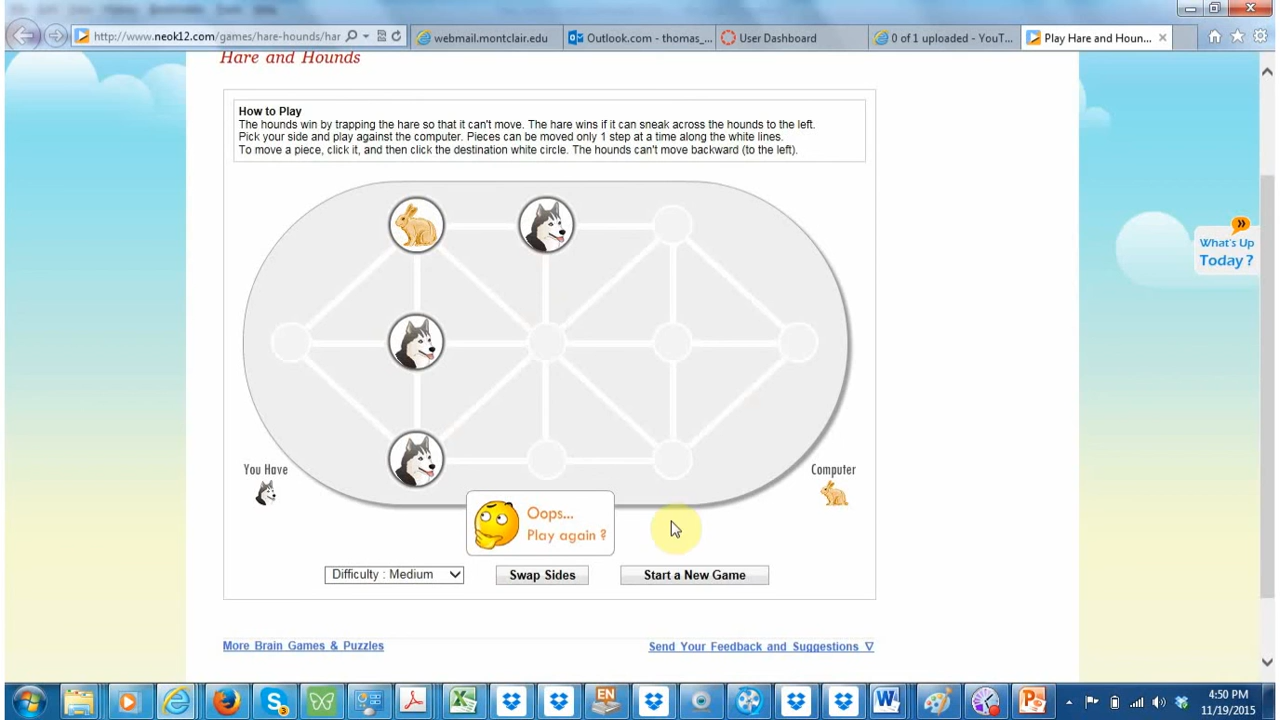 http://www.neok12.com/games/hare-hounds/har
webmail.montclair.edu
Outlook.com - thomas_...
User Dashboard
0 of 1 uploaded - YouT...
Play Hare and Houn...
Hare and Hounds
How to Play
The hounds win by trapping the hare so that it can't move. The hare wins if it can sneak across the hounds to the left.
Pick your side and play against the computer. Pieces can be moved only 1 step at a time along the white lines.
To move a piece, click it, and then click the destination white circle. The hounds can't move backward (to the left).
What's Up
Today ?
You Have
Computer
Oops...
Play again ?
Difficulty : Medium
Swap Sides
Start a New Game
More Brain Games & Puzzles
Send Your Feedback and Suggestions ▽
EN
3
4:50 PM
11/19/2015